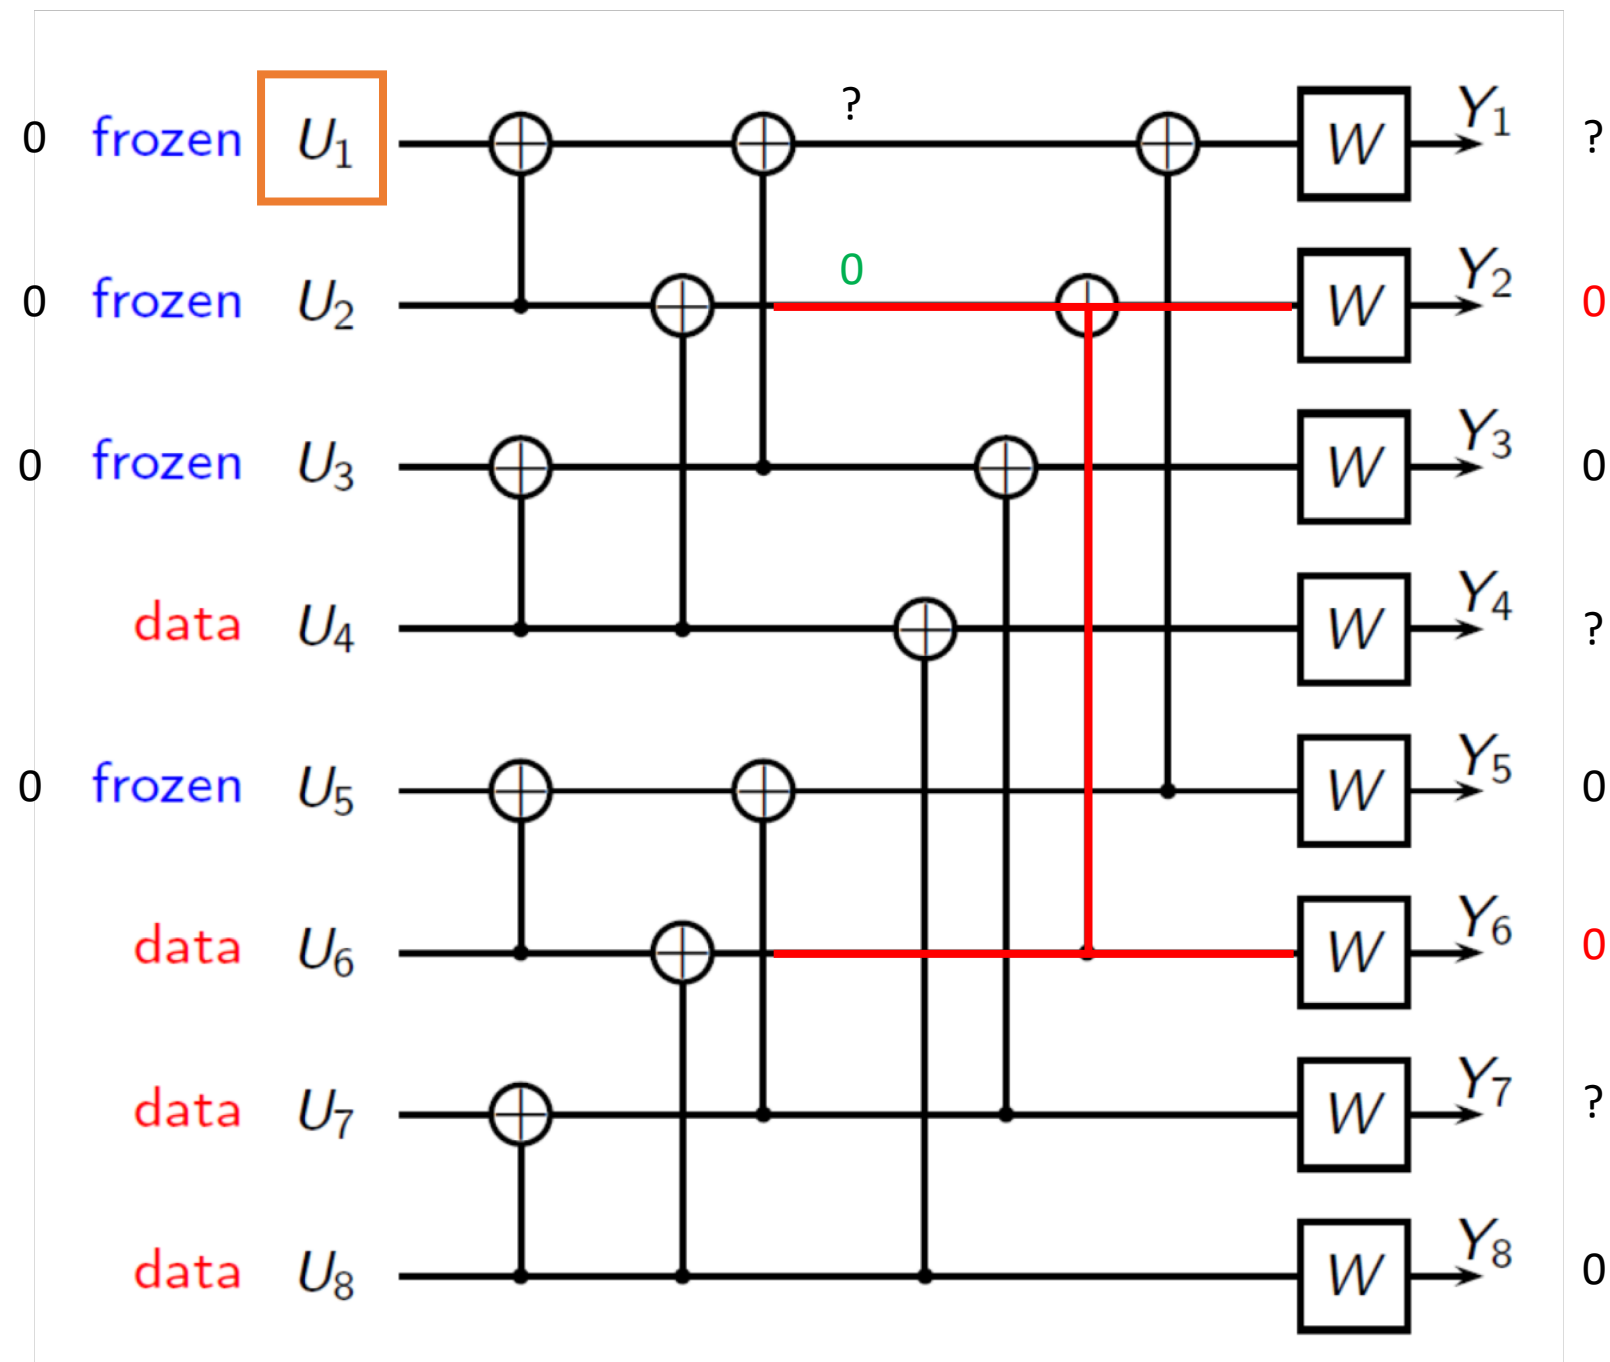 ?
0 frozen U1 W Y1 ?
0
0 frozen U2 W Y2 0
0 frozen U3 W Y3 0
data U4 W Y4 ?
0 frozen U5 W Y5 0
data U6 W Y6 0
data U7 W Y7 ?
data U8 W Y8 0